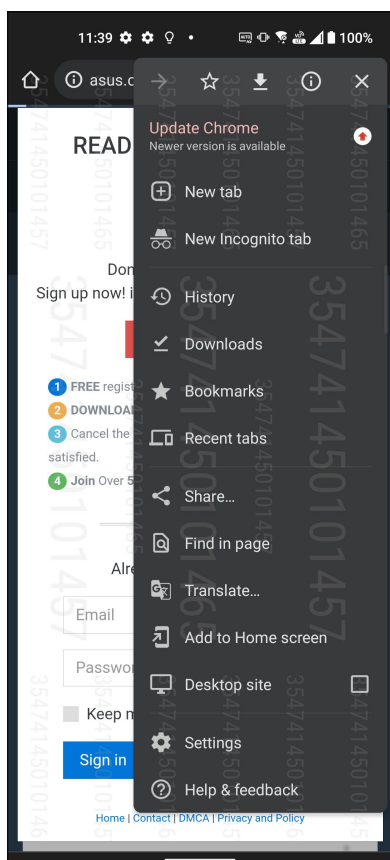 11:39
100%
asus.c
READ
Update Chrome
Newer version is available
New tab
New Incognito tab
Don
Sign up now! i
History
Downloads
1 FREE regist
2 DOWNLOA
Bookmarks
3 Cancel the
Recent tabs
satisfied.
4 Join Over 5
Share...
Find in page
Alre
Translate...
Email
Add to Home screen
Passwo
Desktop site
Keep m
Settings
Sign in
Help & feedback
Home | Contact | DMCA | Privacy and Policy